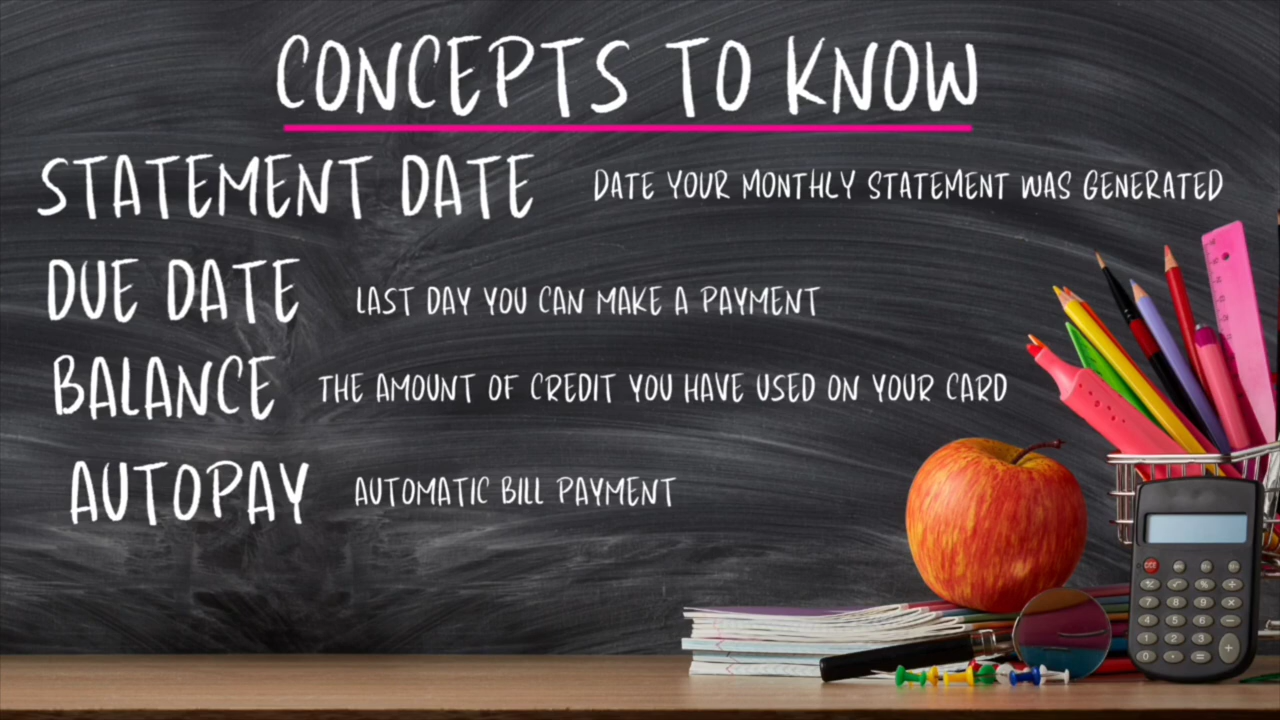 CONCEPTS TO KNOW
STATEMENT DATE DATE YOUR MONTHLY STATEMENT WAS GENERATED
DUE DATE LAST DAY YOU CAN MAKE A PAYMENT
BALANCE THE AMOUNT OF CREDIT YOU HAVE USED ON YOUR CARD
AUTOPAY AUTOMATIC BILL PAYMENT